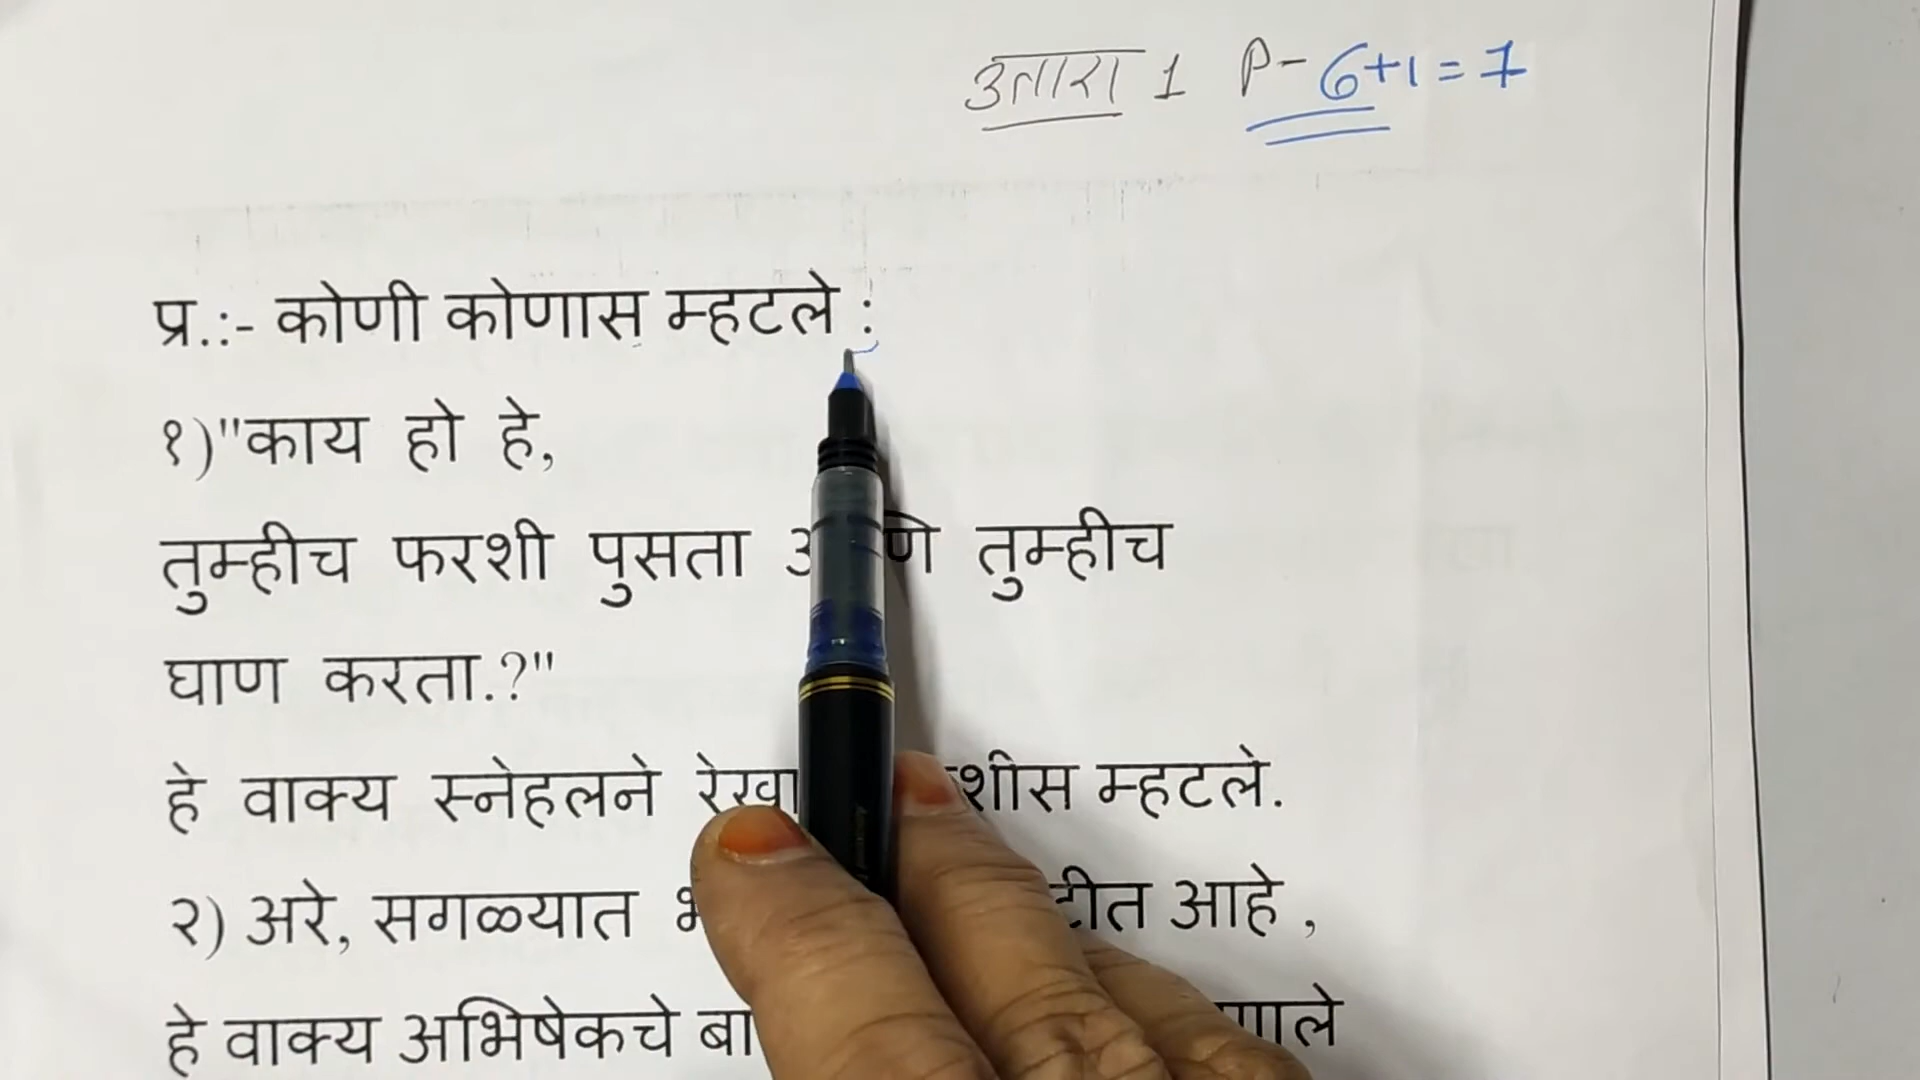 उतारा 1 P-6+1=7
प्र.:- कोणी कोणास म्हटले :
१)"काय हो हे,
तुम्हीच फरशी पुसता तुम्हीच
घाण करता.?"
हे वाक्य स्नेहलने म्हटले.
२) अरे, सगळ्यात आहे ,
हे वाक्य अभिषेकचे